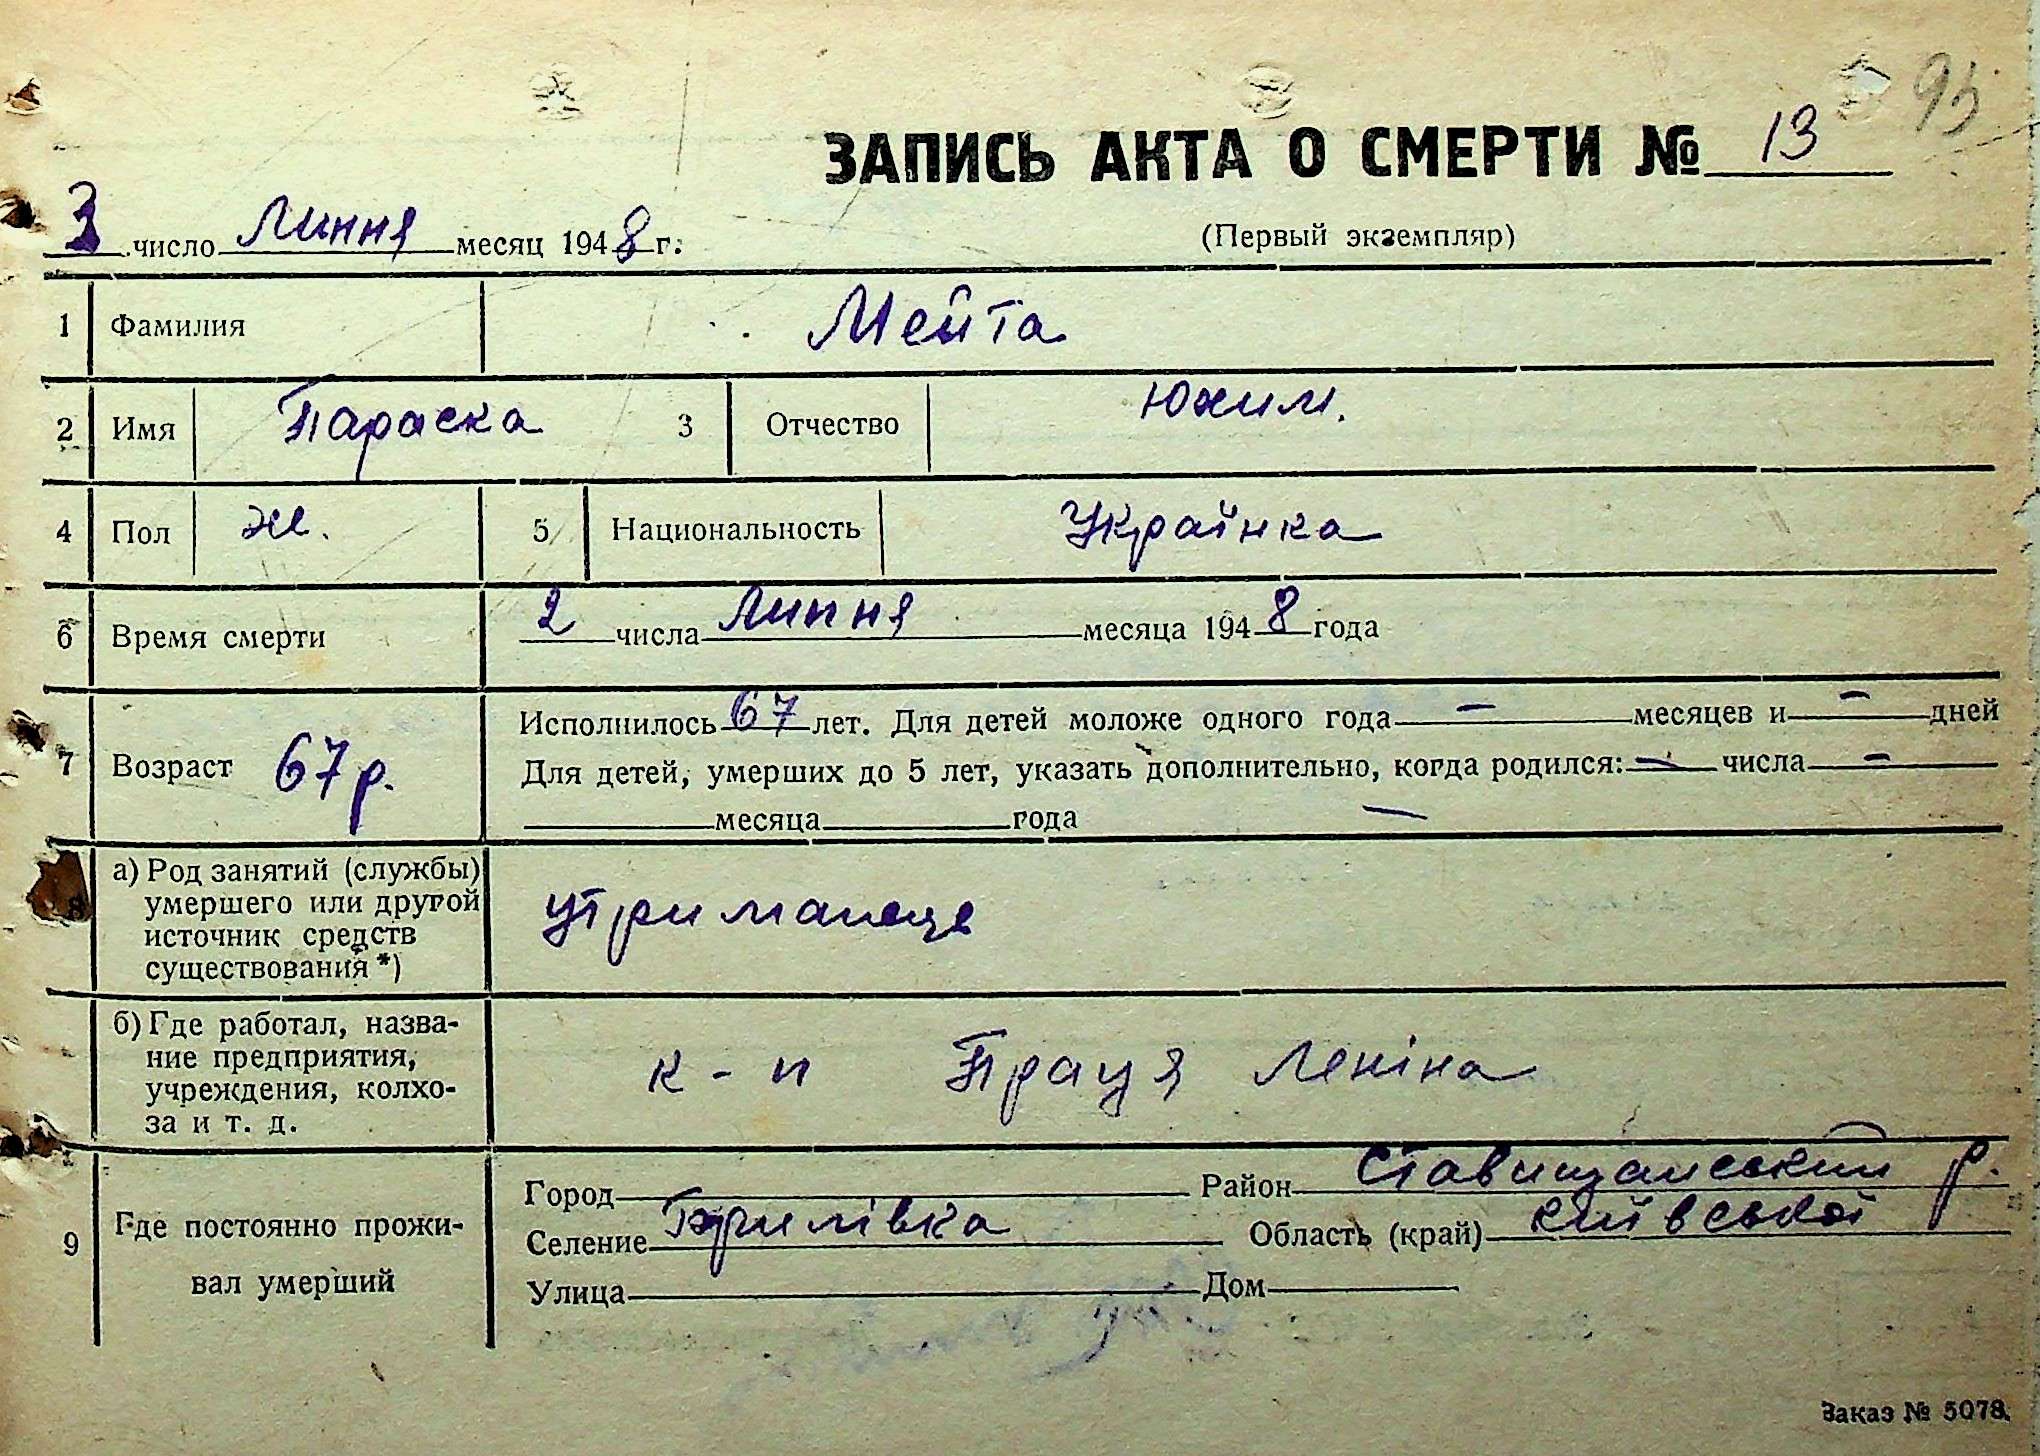 95
ЗАПИСЬ АКТА О СМЕРТИ № 13
3 число Липня месяц 1948 г.
(Первый экземпляр)
1 Фамилия Мейта
2 Имя Параска 3 Отчество Юхим.
4 Пол ж. 5 Национальность Українка
6 Время смерти 2 числа Липня месяца 1948 года
7 Возраст 67 р.
Исполнилось 67 лет. Для детей моложе одного года — месяцев и — дней
Для детей, умерших до 5 лет, указать дополнительно, когда родился: — числа —
месяца года —
8 а) Род занятий (службы)
умершего или другой
источник средств
существования *)
утриманець
б) Где работал, назва-
ние предприятия,
учреждения, колхо-
за и т. д.
к-п Праця Леніна
9 Где постоянно прожи-
вал умерший
Город Район Ставищанський р.
Селение Область (край) Київської
Улица Дом
Заказ № 5078.